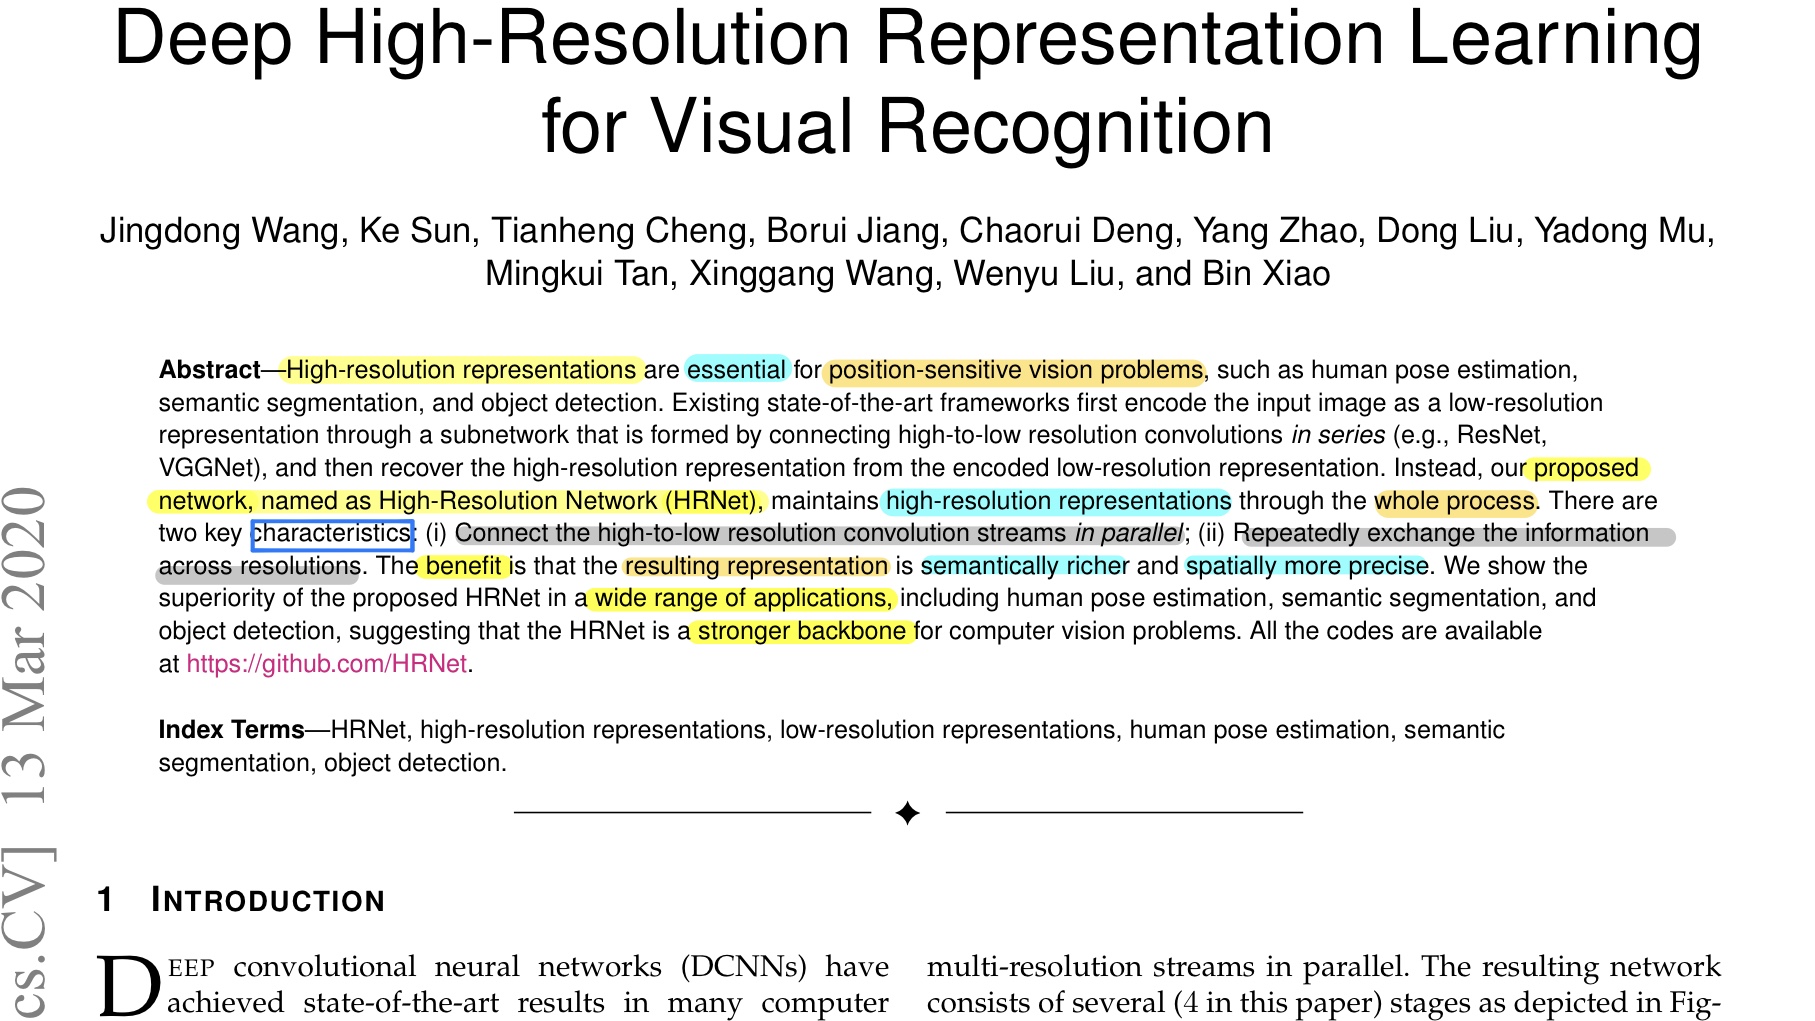 Deep High-Resolution Representation Learning
for Visual Recognition
Jingdong Wang, Ke Sun, Tianheng Cheng, Borui Jiang, Chaorui Deng, Yang Zhao, Dong Liu, Yadong Mu,
Mingkui Tan, Xinggang Wang, Wenyu Liu, and Bin Xiao
Abstract—High-resolution representations are essential for position-sensitive vision problems, such as human pose estimation,
semantic segmentation, and object detection. Existing state-of-the-art frameworks first encode the input image as a low-resolution
representation through a subnetwork that is formed by connecting high-to-low resolution convolutions in series (e.g., ResNet,
VGGNet), and then recover the high-resolution representation from the encoded low-resolution representation. Instead, our proposed
network, named as High-Resolution Network (HRNet), maintains high-resolution representations through the whole process. There are
two key characteristics: (i) Connect the high-to-low resolution convolution streams in parallel; (ii) Repeatedly exchange the information
across resolutions. The benefit is that the resulting representation is semantically richer and spatially more precise. We show the
superiority of the proposed HRNet in a wide range of applications, including human pose estimation, semantic segmentation, and
object detection, suggesting that the HRNet is a stronger backbone for computer vision problems. All the codes are available
at https://github.com/HRNet.
Index Terms—HRNet, high-resolution representations, low-resolution representations, human pose estimation, semantic
segmentation, object detection.
cs.CV] 13 Mar 2020
1 INTRODUCTION
DEEP convolutional neural networks (DCNNs) have
achieved state-of-the-art results in many computer
multi-resolution streams in parallel. The resulting network
consists of several (4 in this paper) stages as depicted in Fig-